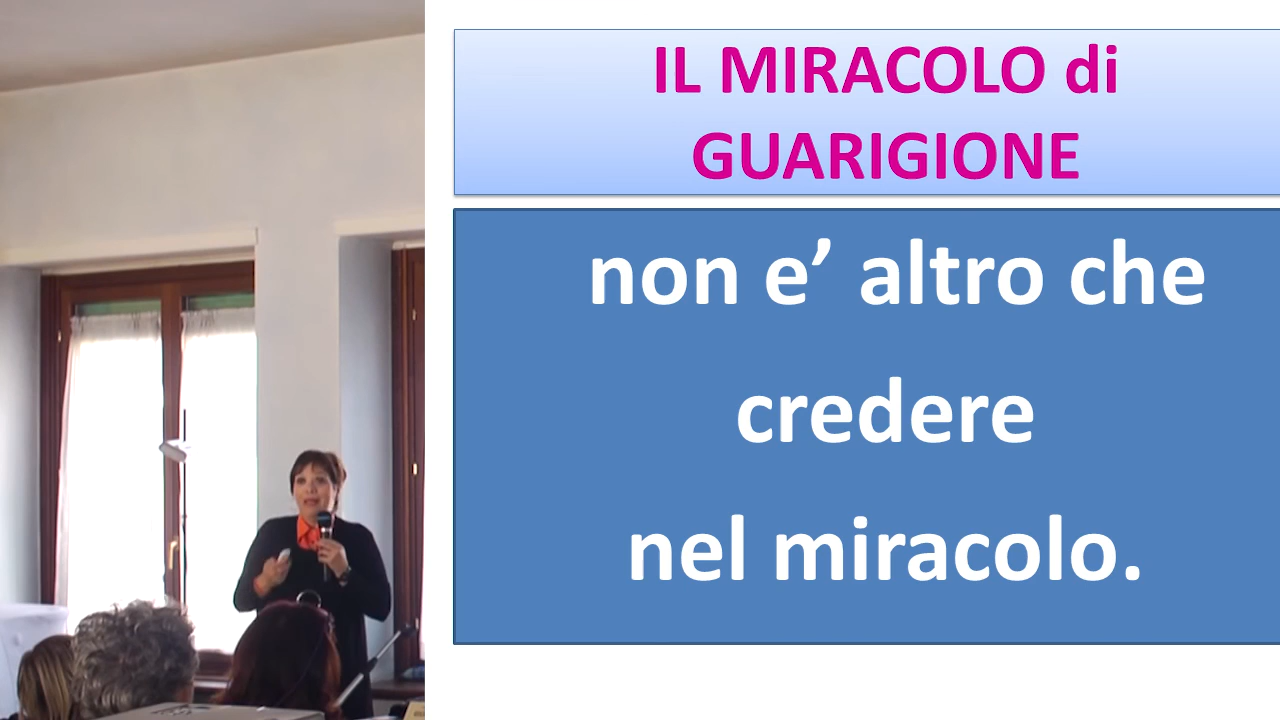 IL MIRACOLO di
GUARIGIONE
non e’ altro che
credere
nel miracolo.